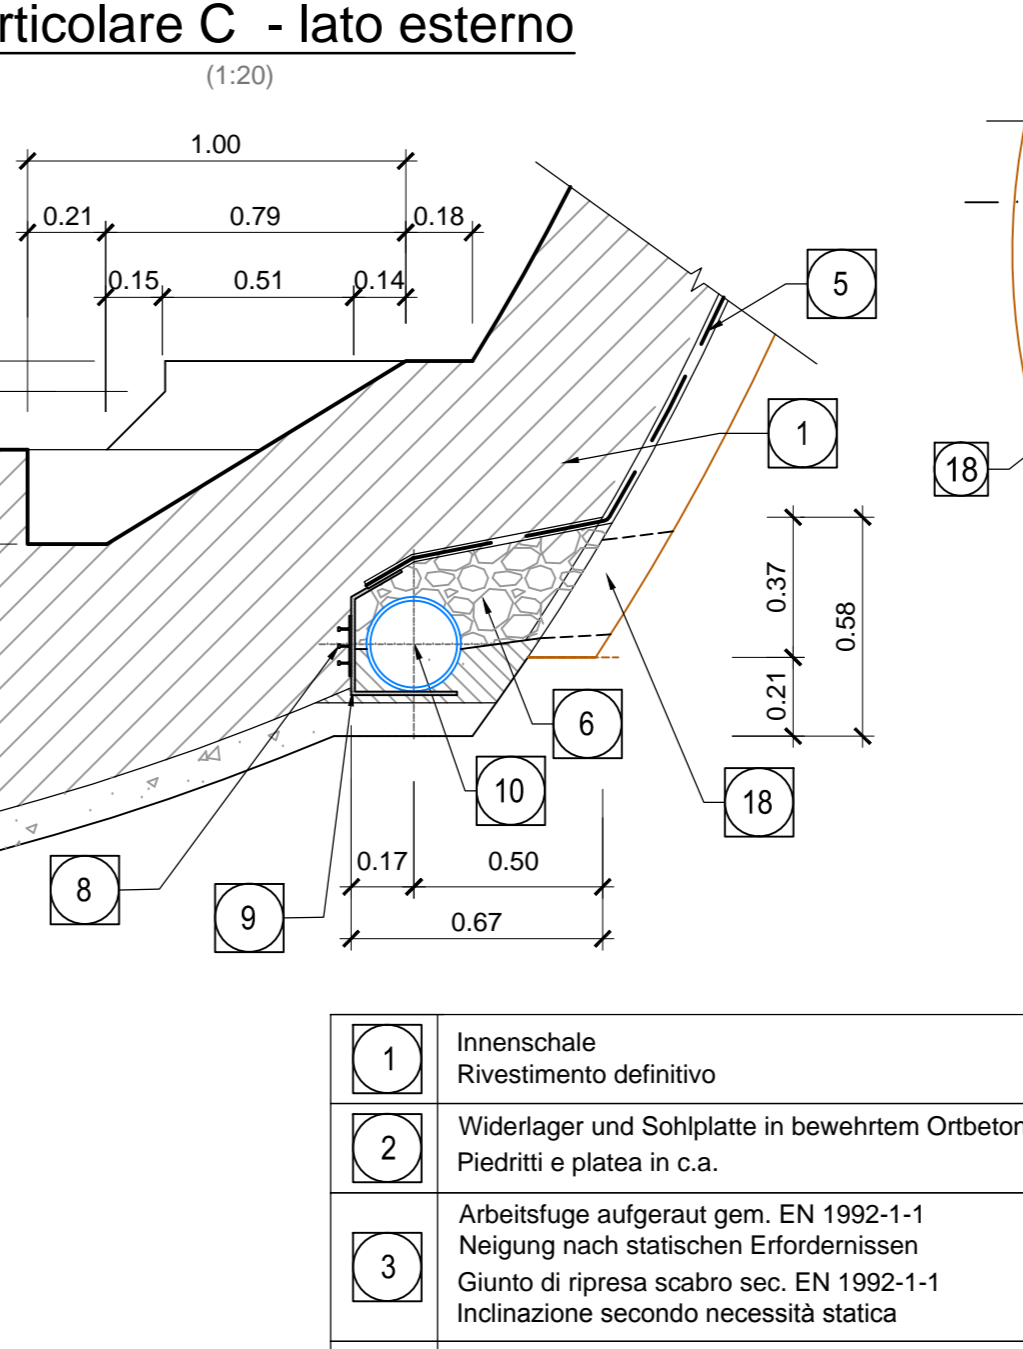 rticolare C - lato esterno
(1:20)
1.00
0.21 0.79 0.18
0.15 0.51 0.14
5
1
18
0.37
0.58
0.21
6
10
18
0.17 0.50
8
9
0.67
1 Innenschale
Rivestimento definitivo
2 Widerlager und Sohlplatte in bewehrtem Ortbeton
Piedritti e platea in c.a.
3 Arbeitsfuge aufgeraut gem. EN 1992-1-1
Neigung nach statischen Erfordernissen
Giunto di ripresa scabro sec. EN 1992-1-1
Inclinazione secondo necessità statica